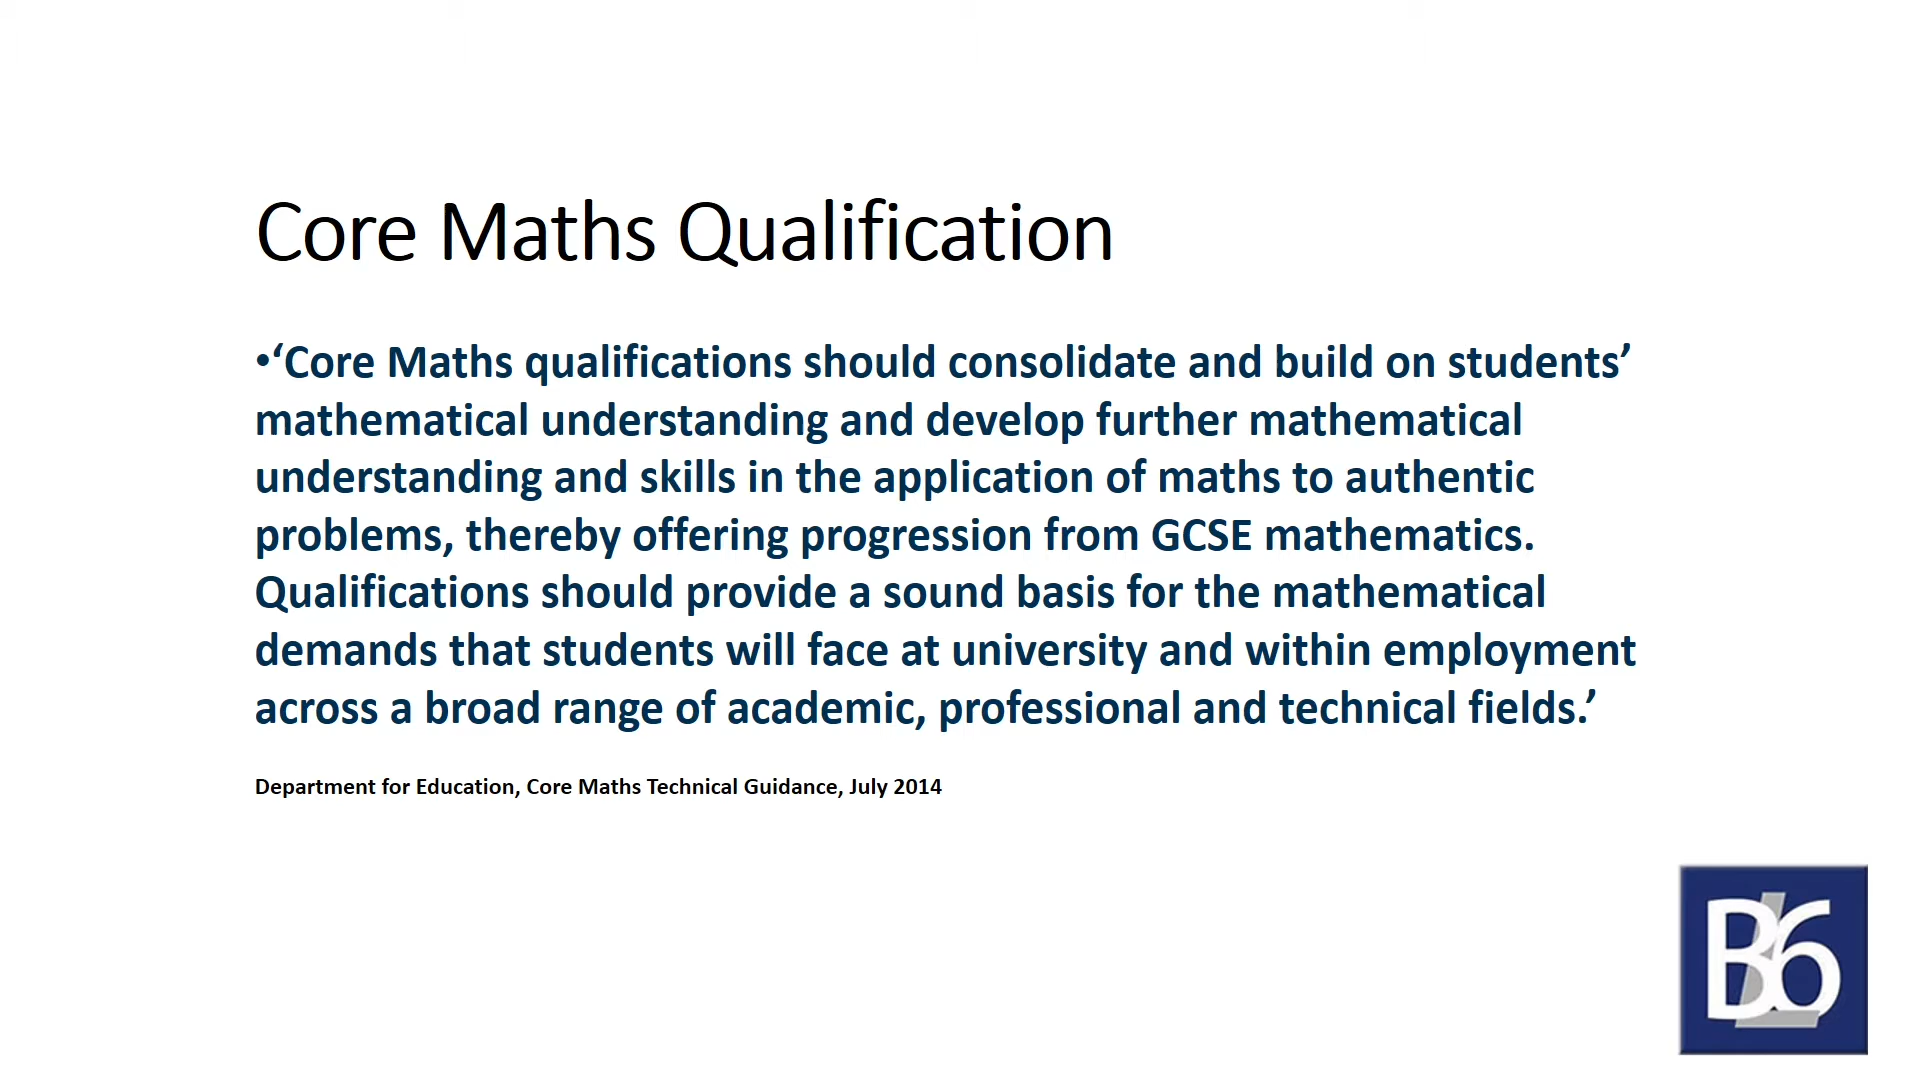 Core Maths Qualification
•‘Core Maths qualifications should consolidate and build on students’
mathematical understanding and develop further mathematical
understanding and skills in the application of maths to authentic
problems, thereby offering progression from GCSE mathematics.
Qualifications should provide a sound basis for the mathematical
demands that students will face at university and within employment
across a broad range of academic, professional and technical fields.’
Department for Education, Core Maths Technical Guidance, July 2014
BL6